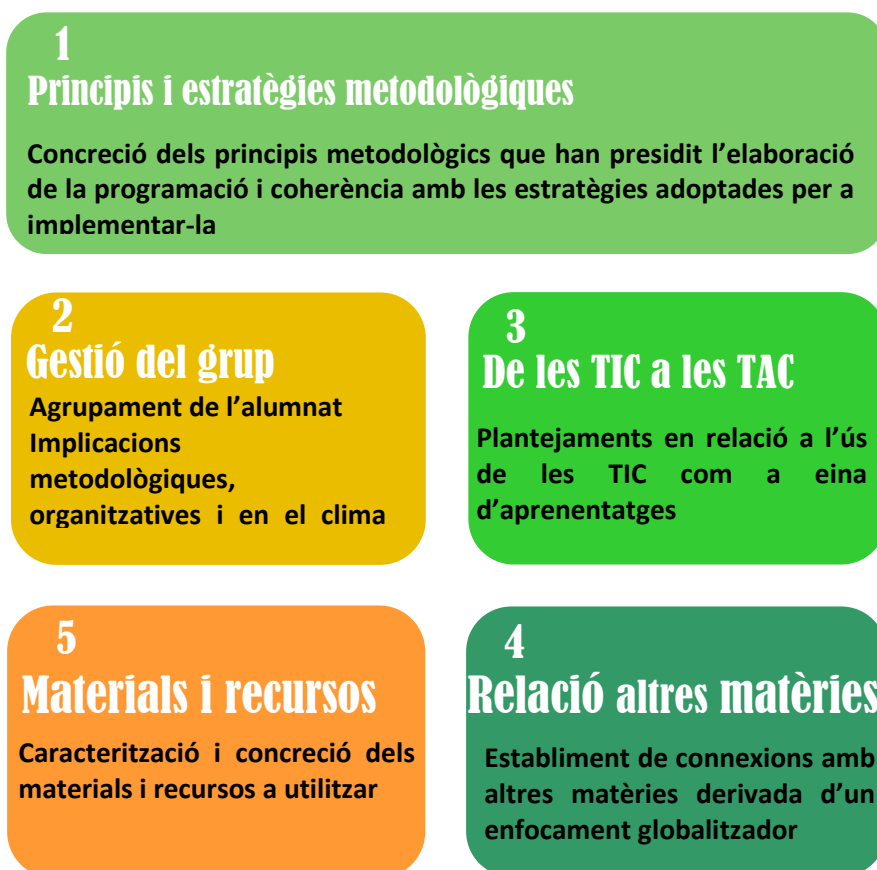 1
Principis i estratègies metodològiques
Concreció dels principis metodològics que han presidit l’elaboració
de la programació i coherència amb les estratègies adoptades per a
implementar-la
2
Gestió del grup
Agrupament de l’alumnat
Implicacions
metodològiques,
organitzatives i en el clima
3
De les TIC a les TAC
Plantejaments en relació a l’ús
de les TIC com a eina
d’aprenentatges
5
Materials i recursos
Caracterització i concreció dels
materials i recursos a utilitzar
4
Relació altres matèries
Establiment de connexions amb
altres matèries derivada d’un
enfocament globalitzador